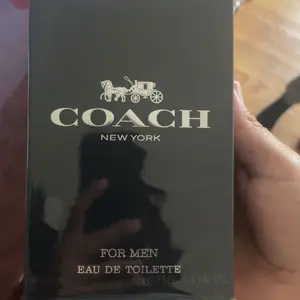 COACH
NEW YORK
FOR MEN
EAU DE TOILETTE